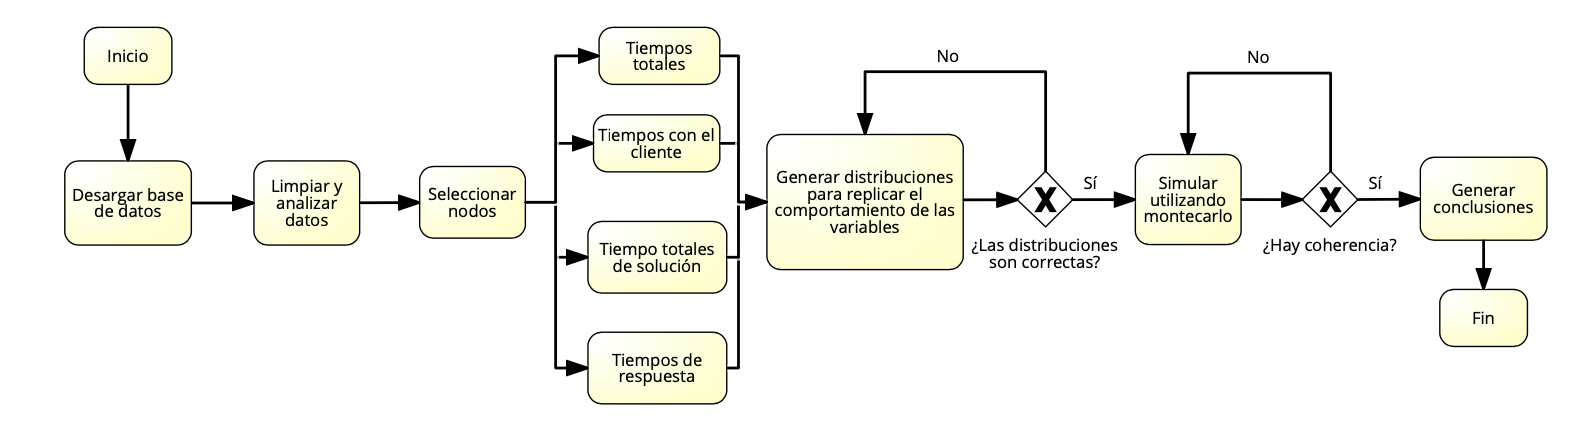 Inicio
Desargar base
de datos
Limpiar y
analizar
datos
Seleccionar
nodos
Tiempos
totales
Tiempos con el
cliente
Tiempo totales
de solución
Tiempos de
respuesta
Generar distribuciones
para replicar el
comportamiento de las
variables
No
Sí
¿Las distribuciones
son correctas?
Simular
utilizando
montecarlo
No
Sí
¿Hay coherencia?
Generar
conclusiones
Fin